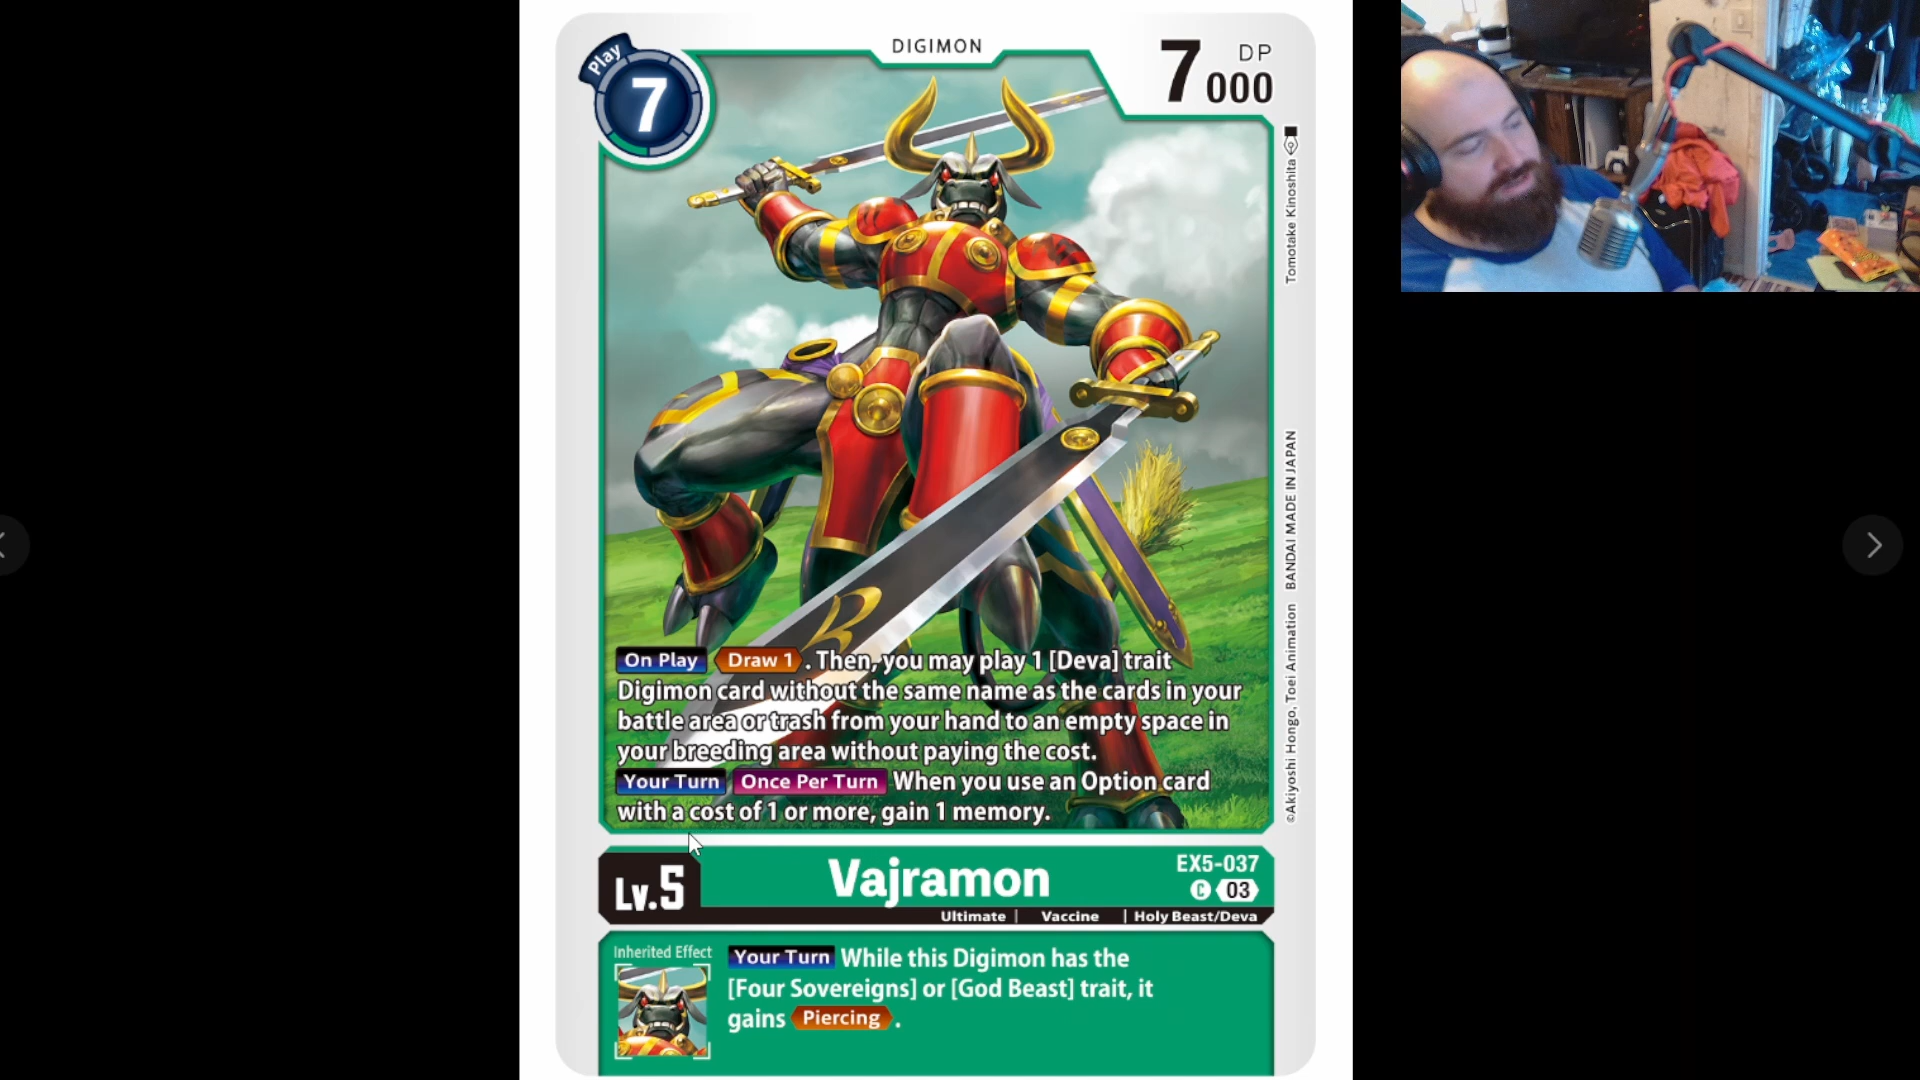 Play
7
DIGIMON
7000
DP
Tomotake Kinoshita
©Akiyoshi Hongo, Toei Animation BANDAI MADE IN JAPAN
On Play Draw 1 . Then, you may play 1 [Deva] trait
Digimon card without the same name as the cards in your
battle area or trash from your hand to an empty space in
your breeding area without paying the cost.
Your Turn Once Per Turn When you use an Option card
with a cost of 1 or more, gain 1 memory.
Lv.5
Vajramon
EX5-037
C 03
Ultimate | Vaccine | Holy Beast/Deva
Inherited Effect
Your Turn While this Digimon has the
[Four Sovereigns] or [God Beast] trait, it
gains Piercing .